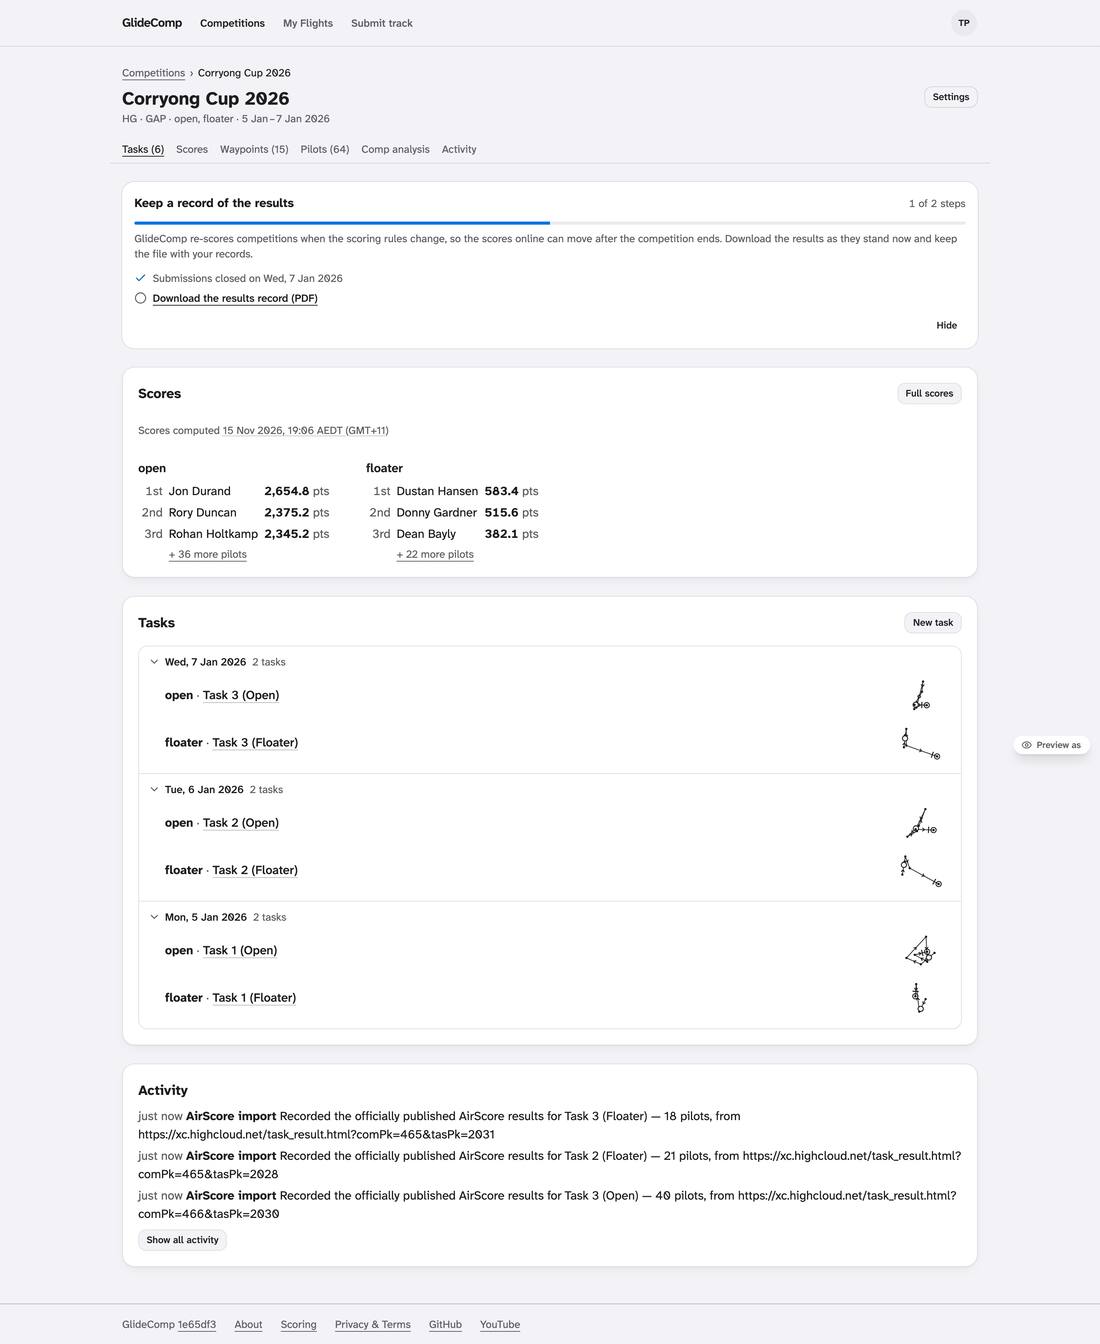 GlideComp Competitions My Flights Submit track TP
Competitions › Corryong Cup 2026
Corryong Cup 2026 Settings
HG · GAP · open, floater · 5 Jan – 7 Jan 2026
Tasks (6) Scores Waypoints (15) Pilots (64) Comp analysis Activity
Keep a record of the results 1 of 2 steps
GlideComp re-scores competitions when the scoring rules change, so the scores online can move after the competition ends. Download the results as they stand now and keep
the file with your records.
Submissions closed on Wed, 7 Jan 2026
Download the results record (PDF)
Hide
Scores Full scores
Scores computed 15 Nov 2026, 19:06 AEDT (GMT+11)
open floater
1st Jon Durand 2,654.8 pts 1st Dustan Hansen 583.4 pts
2nd Rory Duncan 2,375.2 pts 2nd Donny Gardner 515.6 pts
3rd Rohan Holtkamp 2,345.2 pts 3rd Dean Bayly 382.1 pts
+ 36 more pilots + 22 more pilots
Tasks New task
Wed, 7 Jan 2026 2 tasks
open · Task 3 (Open)
floater · Task 3 (Floater)
Preview as
Tue, 6 Jan 2026 2 tasks
open · Task 2 (Open)
floater · Task 2 (Floater)
Mon, 5 Jan 2026 2 tasks
open · Task 1 (Open)
floater · Task 1 (Floater)
Activity
just now AirScore import Recorded the officially published AirScore results for Task 3 (Floater) — 18 pilots, from
https://xc.highcloud.net/task_result.html?comPk=465&tasPk=2031
just now AirScore import Recorded the officially published AirScore results for Task 2 (Floater) — 21 pilots, from https://xc.highcloud.net/task_result.html?
comPk=465&tasPk=2028
just now AirScore import Recorded the officially published AirScore results for Task 3 (Open) — 40 pilots, from https://xc.highcloud.net/task_result.html?
comPk=466&tasPk=2030
Show all activity
GlideComp 1e65df3 About Scoring Privacy & Terms GitHub YouTube